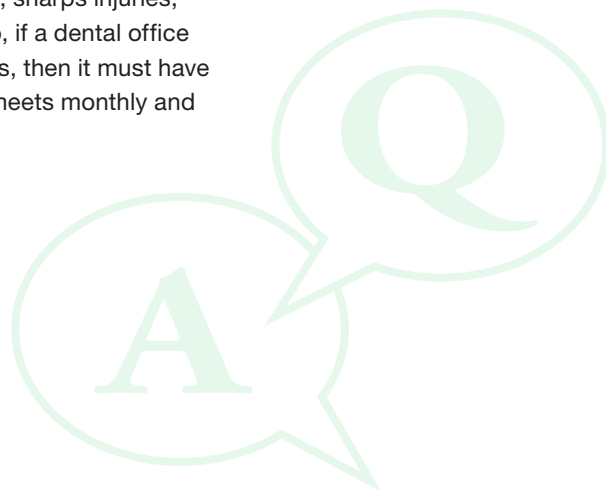 , sharps injuries,
, if a dental office
s, then it must have
neets monthly and
Q
A